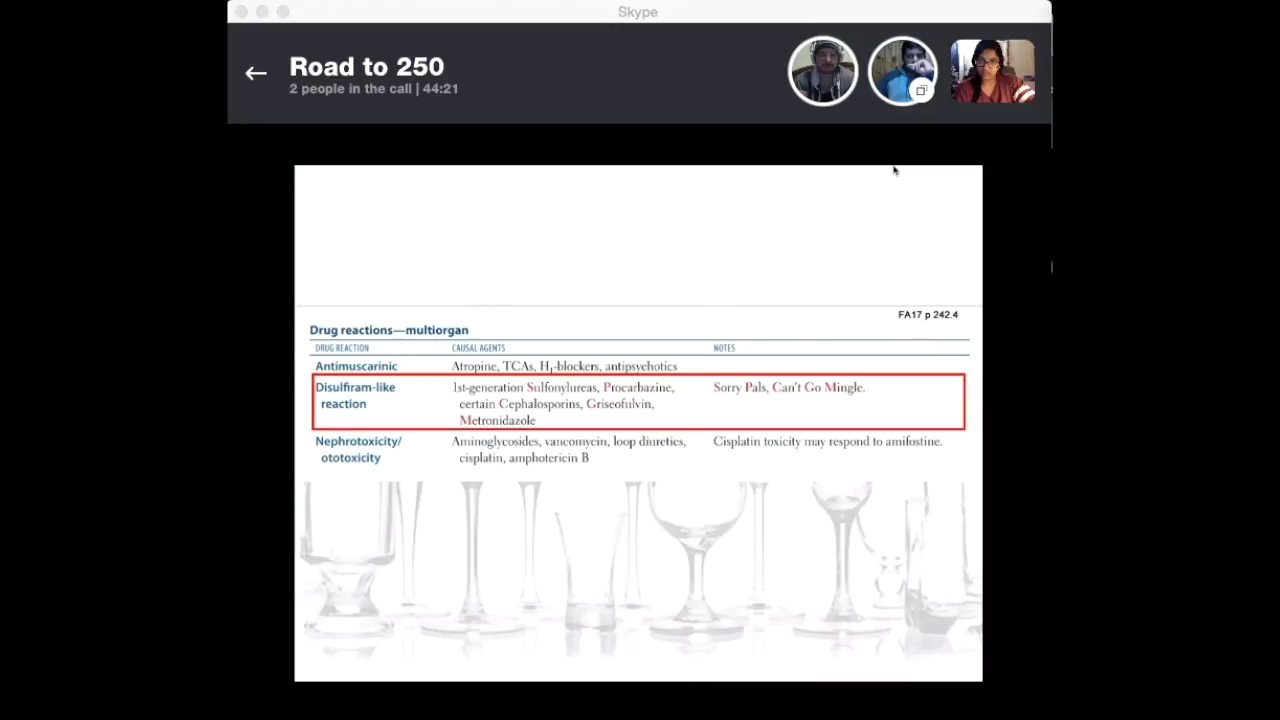 Skype
Road to 250
2 people in the call | 44:21
FA17 p 242.4
Drug reactions—multiorgan
DRUG REACTION CAUSAL AGENTS NOTES
Antimuscarinic Atropine, TCAs, H₁-blockers, antipsychotics
Disulfiram-like 1st-generation Sulfonylureas, Procarbazine, Sorry Pals, Can't Go Mingle.
reaction certain Cephalosporins, Griseofulvin,
Metronidazole
Nephrotoxicity/ Aminoglycosides, vancomycin, loop diuretics, Cisplatin toxicity may respond to amifostine.
ototoxicity cisplatin, amphotericin B